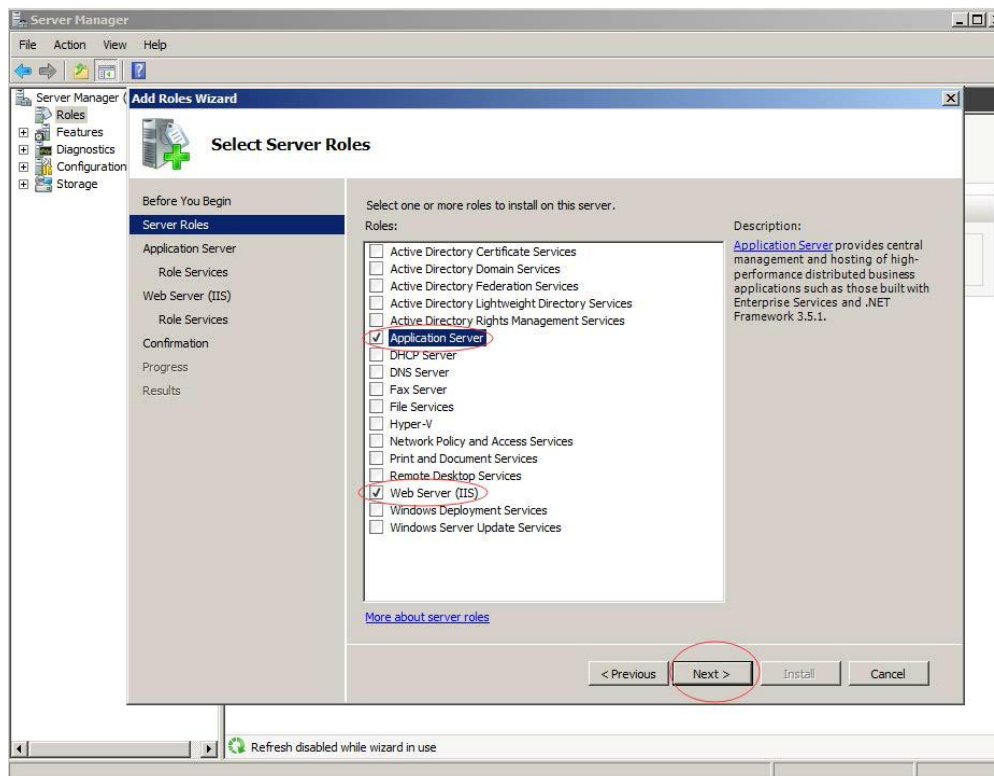 Server Manager
File Action View Help
Server Manager (
Roles
Features
Diagnostics
Configuration
Storage
Add Roles Wizard
Select Server Roles
Before You Begin
Server Roles
Application Server
Role Services
Web Server (IIS)
Role Services
Confirmation
Progress
Results
Select one or more roles to install on this server.
Roles:
Active Directory Certificate Services
Active Directory Domain Services
Active Directory Federation Services
Active Directory Lightweight Directory Services
Active Directory Rights Management Services
Application Server
DHCP Server
DNS Server
Fax Server
File Services
Hyper-V
Network Policy and Access Services
Print and Document Services
Remote Desktop Services
Web Server (IIS)
Windows Deployment Services
Windows Server Update Services
More about server roles
Description:
Application Server provides central
management and hosting of high-
performance distributed business
applications such as those built with
Enterprise Services and .NET
Framework 3.5.1.
< Previous Next > Install Cancel
Refresh disabled while wizard in use